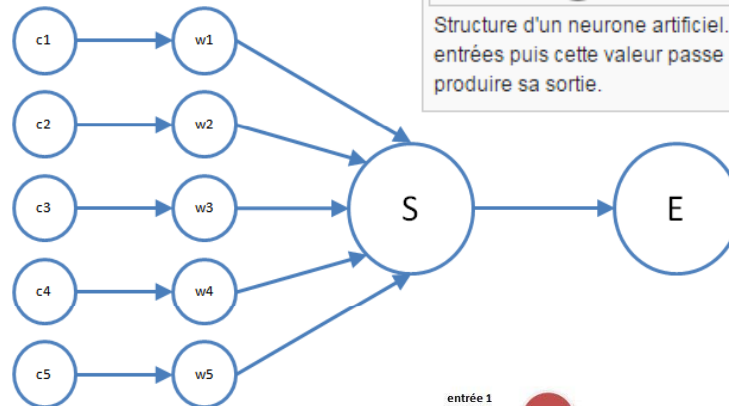 Structure d'un neurone artificiel.
entrées puis cette valeur passe
produire sa sortie.
c1 w1
c2 w2
c3 w3
S E
c4 w4
c5 w5
entrée 1